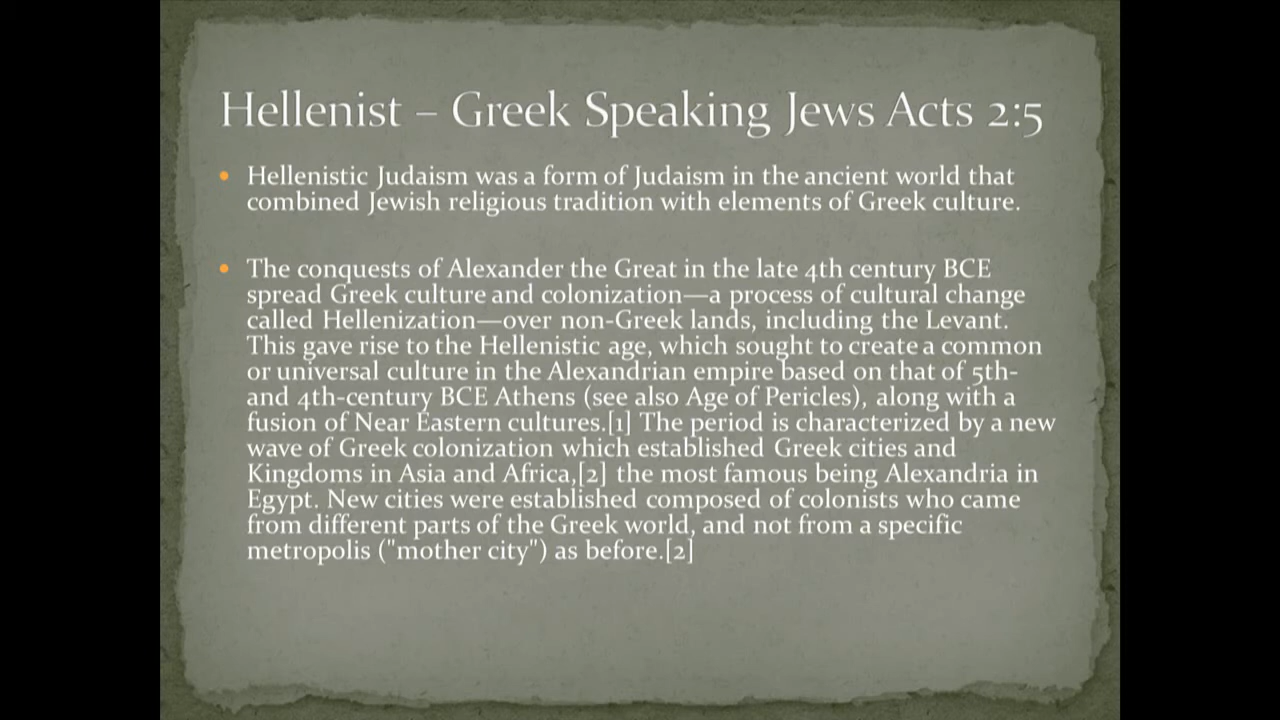 Hellenist – Greek Speaking Jews Acts 2:5
• Hellenistic Judaism was a form of Judaism in the ancient world that
combined Jewish religious tradition with elements of Greek culture.
• The conquests of Alexander the Great in the late 4th century BCE
spread Greek culture and colonization—a process of cultural change
called Hellenization—over non-Greek lands, including the Levant.
This gave rise to the Hellenistic age, which sought to create a common
or universal culture in the Alexandrian empire based on that of 5th-
and 4th-century BCE Athens (see also Age of Pericles), along with a
fusion of Near Eastern cultures.[1] The period is characterized by a new
wave of Greek colonization which established Greek cities and
Kingdoms in Asia and Africa,[2] the most famous being Alexandria in
Egypt. New cities were established composed of colonists who came
from different parts of the Greek world, and not from a specific
metropolis ("mother city") as before.[2]